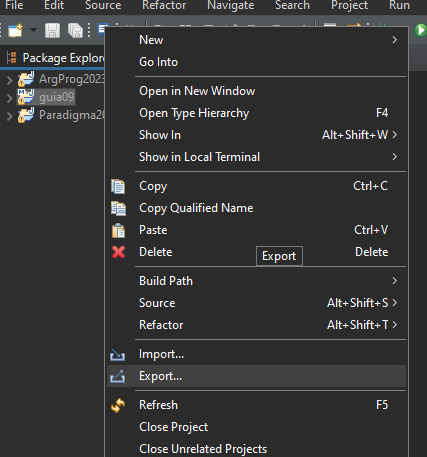 File Edit Source Refactor Navigate Search Project Run
Package Explore
ArgProg2023
guia09
Paradigma20
New
Go Into
Open in New Window
Open Type Hierarchy F4
Show In Alt+Shift+W
Show in Local Terminal
Copy Ctrl+C
Copy Qualified Name
Paste Ctrl+V
Delete Delete
Export
Build Path
Source Alt+Shift+S
Refactor Alt+Shift+T
Import...
Export...
Refresh F5
Close Project
Close Unrelated Projects